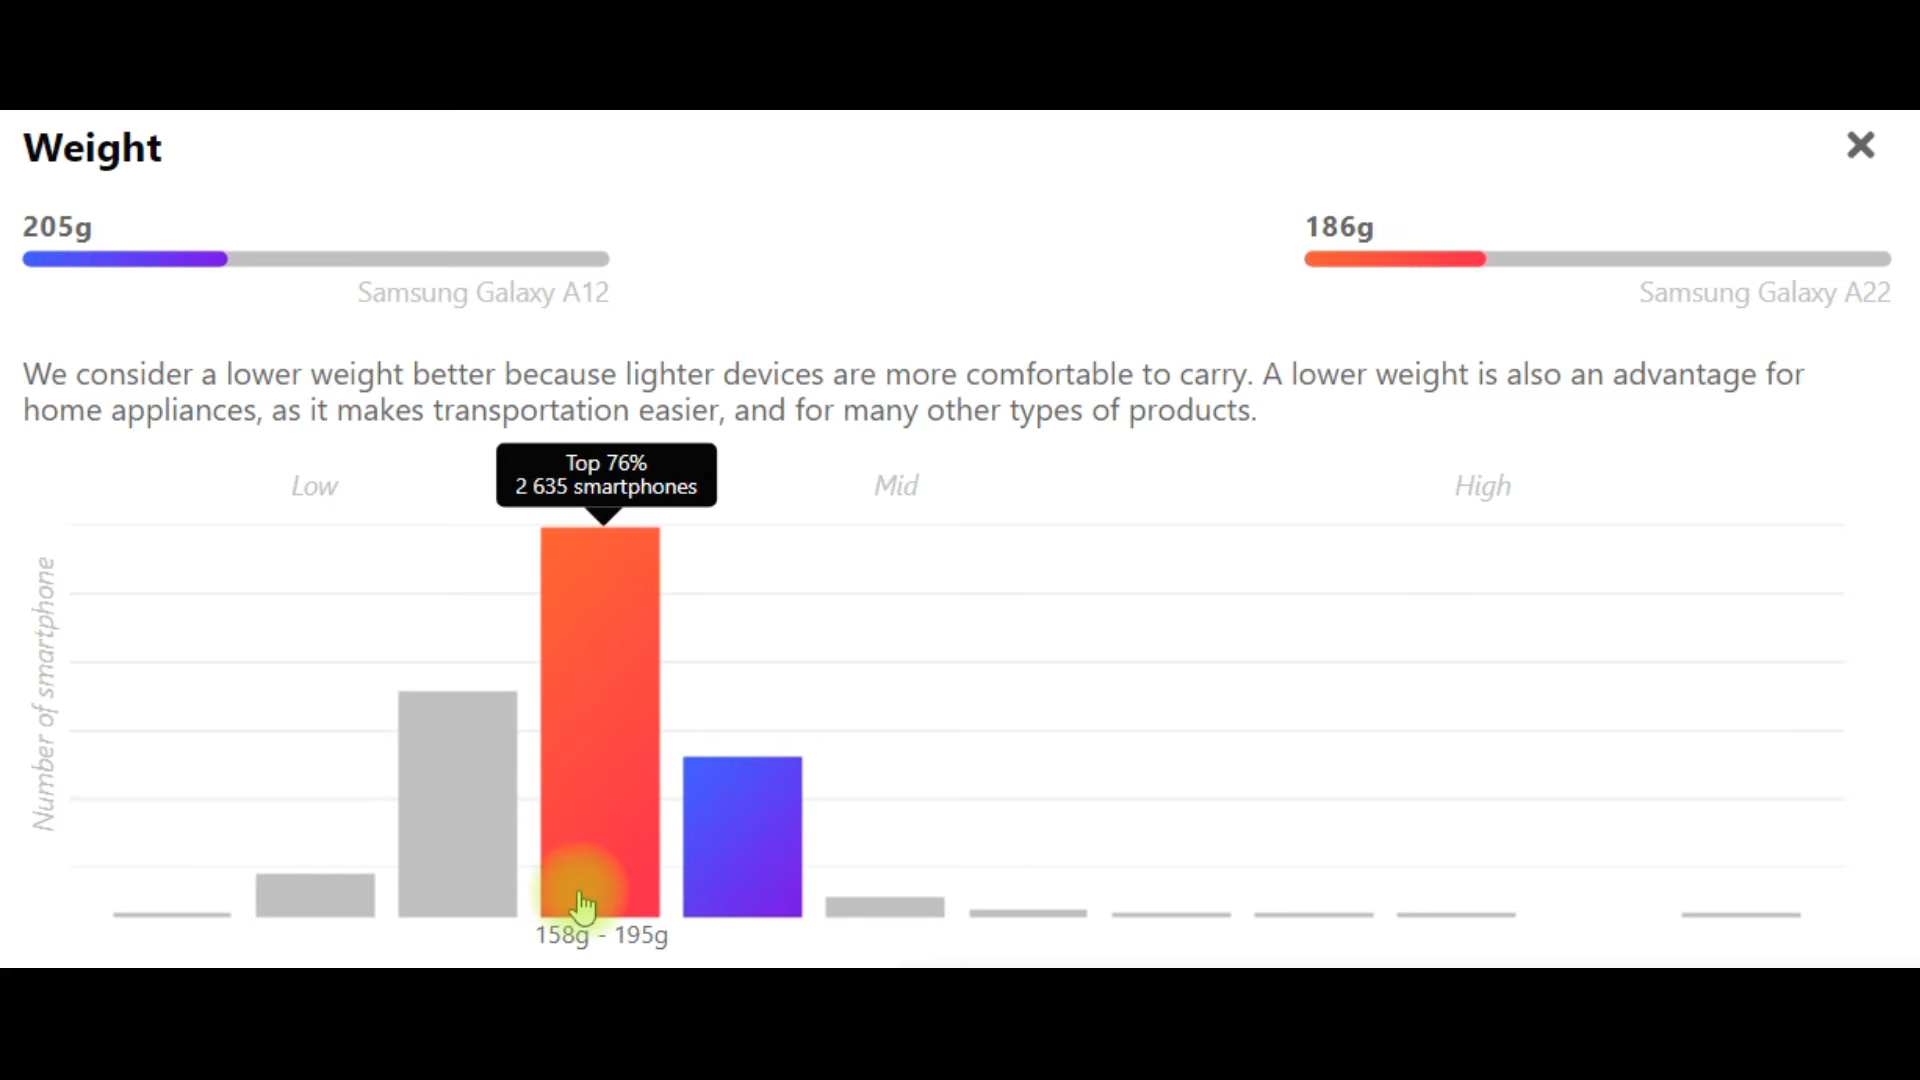 Weight
205g
186g
Samsung Galaxy A12
Samsung Galaxy A22
We consider a lower weight better because lighter devices are more comfortable to carry. A lower weight is also an advantage for
home appliances, as it makes transportation easier, and for many other types of products.
Top 76%
2 635 smartphones
Low
Mid
High
Number of smartphone
158g - 195g